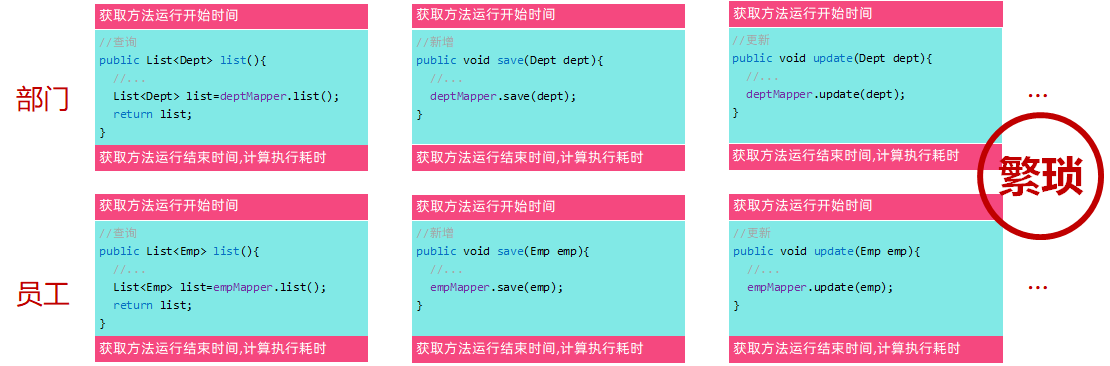 部门
获取方法运行开始时间
//查询
public List<Dept> list(){
//...
List<Dept> list=deptMapper.list();
return list;
}
获取方法运行结束时间,计算执行耗时
获取方法运行开始时间
//新增
public void save(Dept dept){
//...
deptMapper.save(dept);
}
获取方法运行结束时间,计算执行耗时
获取方法运行开始时间
//更新
public void update(Dept dept){
//...
deptMapper.update(dept);
}
获取方法运行结束时间,计算执行耗时
...
繁琐
员工
获取方法运行开始时间
//查询
public List<Emp> list(){
//...
List<Emp> list=empMapper.list();
return list;
}
获取方法运行结束时间,计算执行耗时
获取方法运行开始时间
//新增
public void save(Emp emp){
//...
empMapper.save(emp);
}
获取方法运行结束时间,计算执行耗时
获取方法运行开始时间
//更新
public void update(Emp emp){
//...
empMapper.update(emp);
}
获取方法运行结束时间,计算执行耗时
...